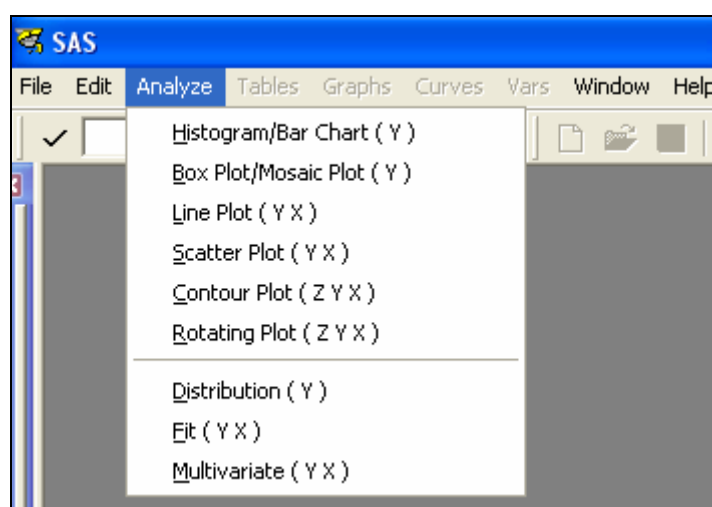 SAS
File Edit Analyze Tables Graphs Curves Vars Window Help
Histogram/Bar Chart ( Y )
Box Plot/Mosaic Plot ( Y )
Line Plot ( Y X )
Scatter Plot ( Y X )
Contour Plot ( Z Y X )
Rotating Plot ( Z Y X )
Distribution ( Y )
Fit ( Y X )
Multivariate ( Y X )